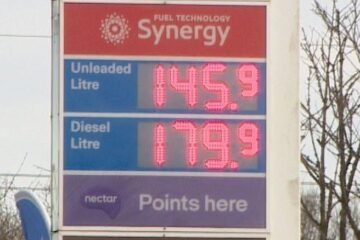 FUEL TECHNOLOGY
Synergy
Unleaded
Litre
145.9
Diesel
Litre
179.9
nectar
Points here